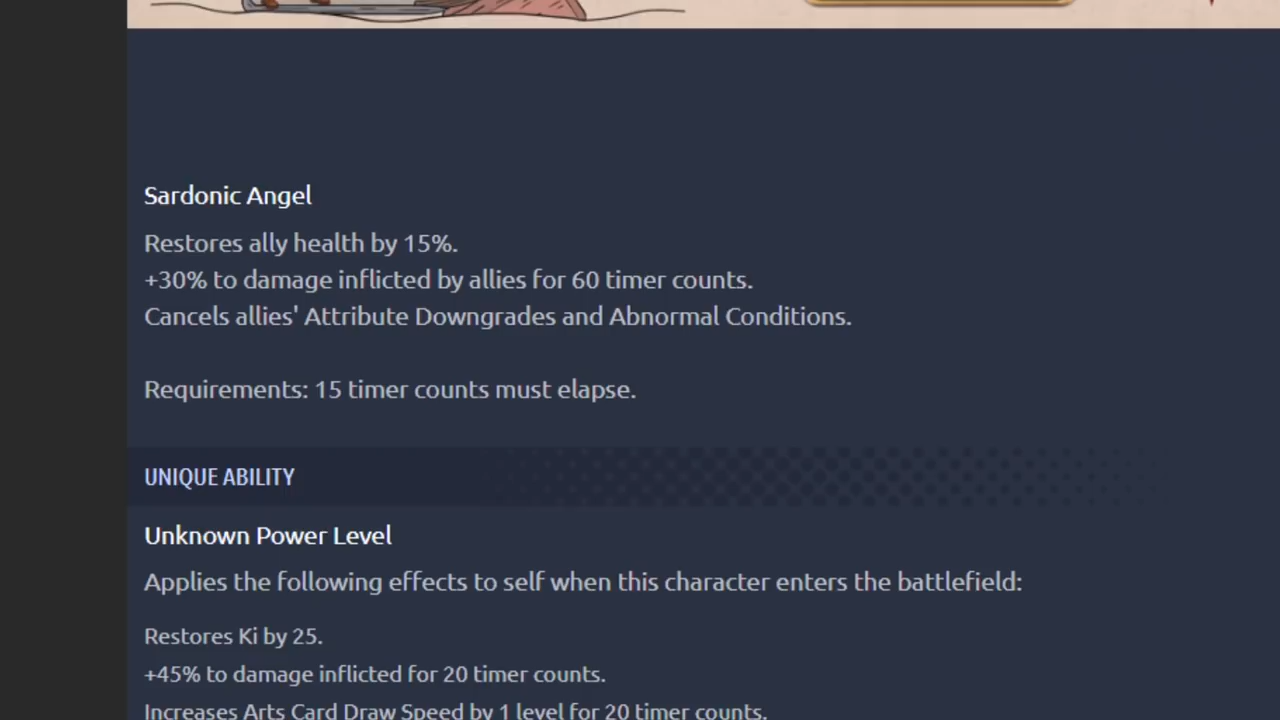 Sardonic Angel
Restores ally health by 15%.
+30% to damage inflicted by allies for 60 timer counts.
Cancels allies' Attribute Downgrades and Abnormal Conditions.
Requirements: 15 timer counts must elapse.
UNIQUE ABILITY
Unknown Power Level
Applies the following effects to self when this character enters the battlefield:
Restores Ki by 25.
+45% to damage inflicted for 20 timer counts.
Increases Arts Card Draw Speed by 1 level for 20 timer counts.